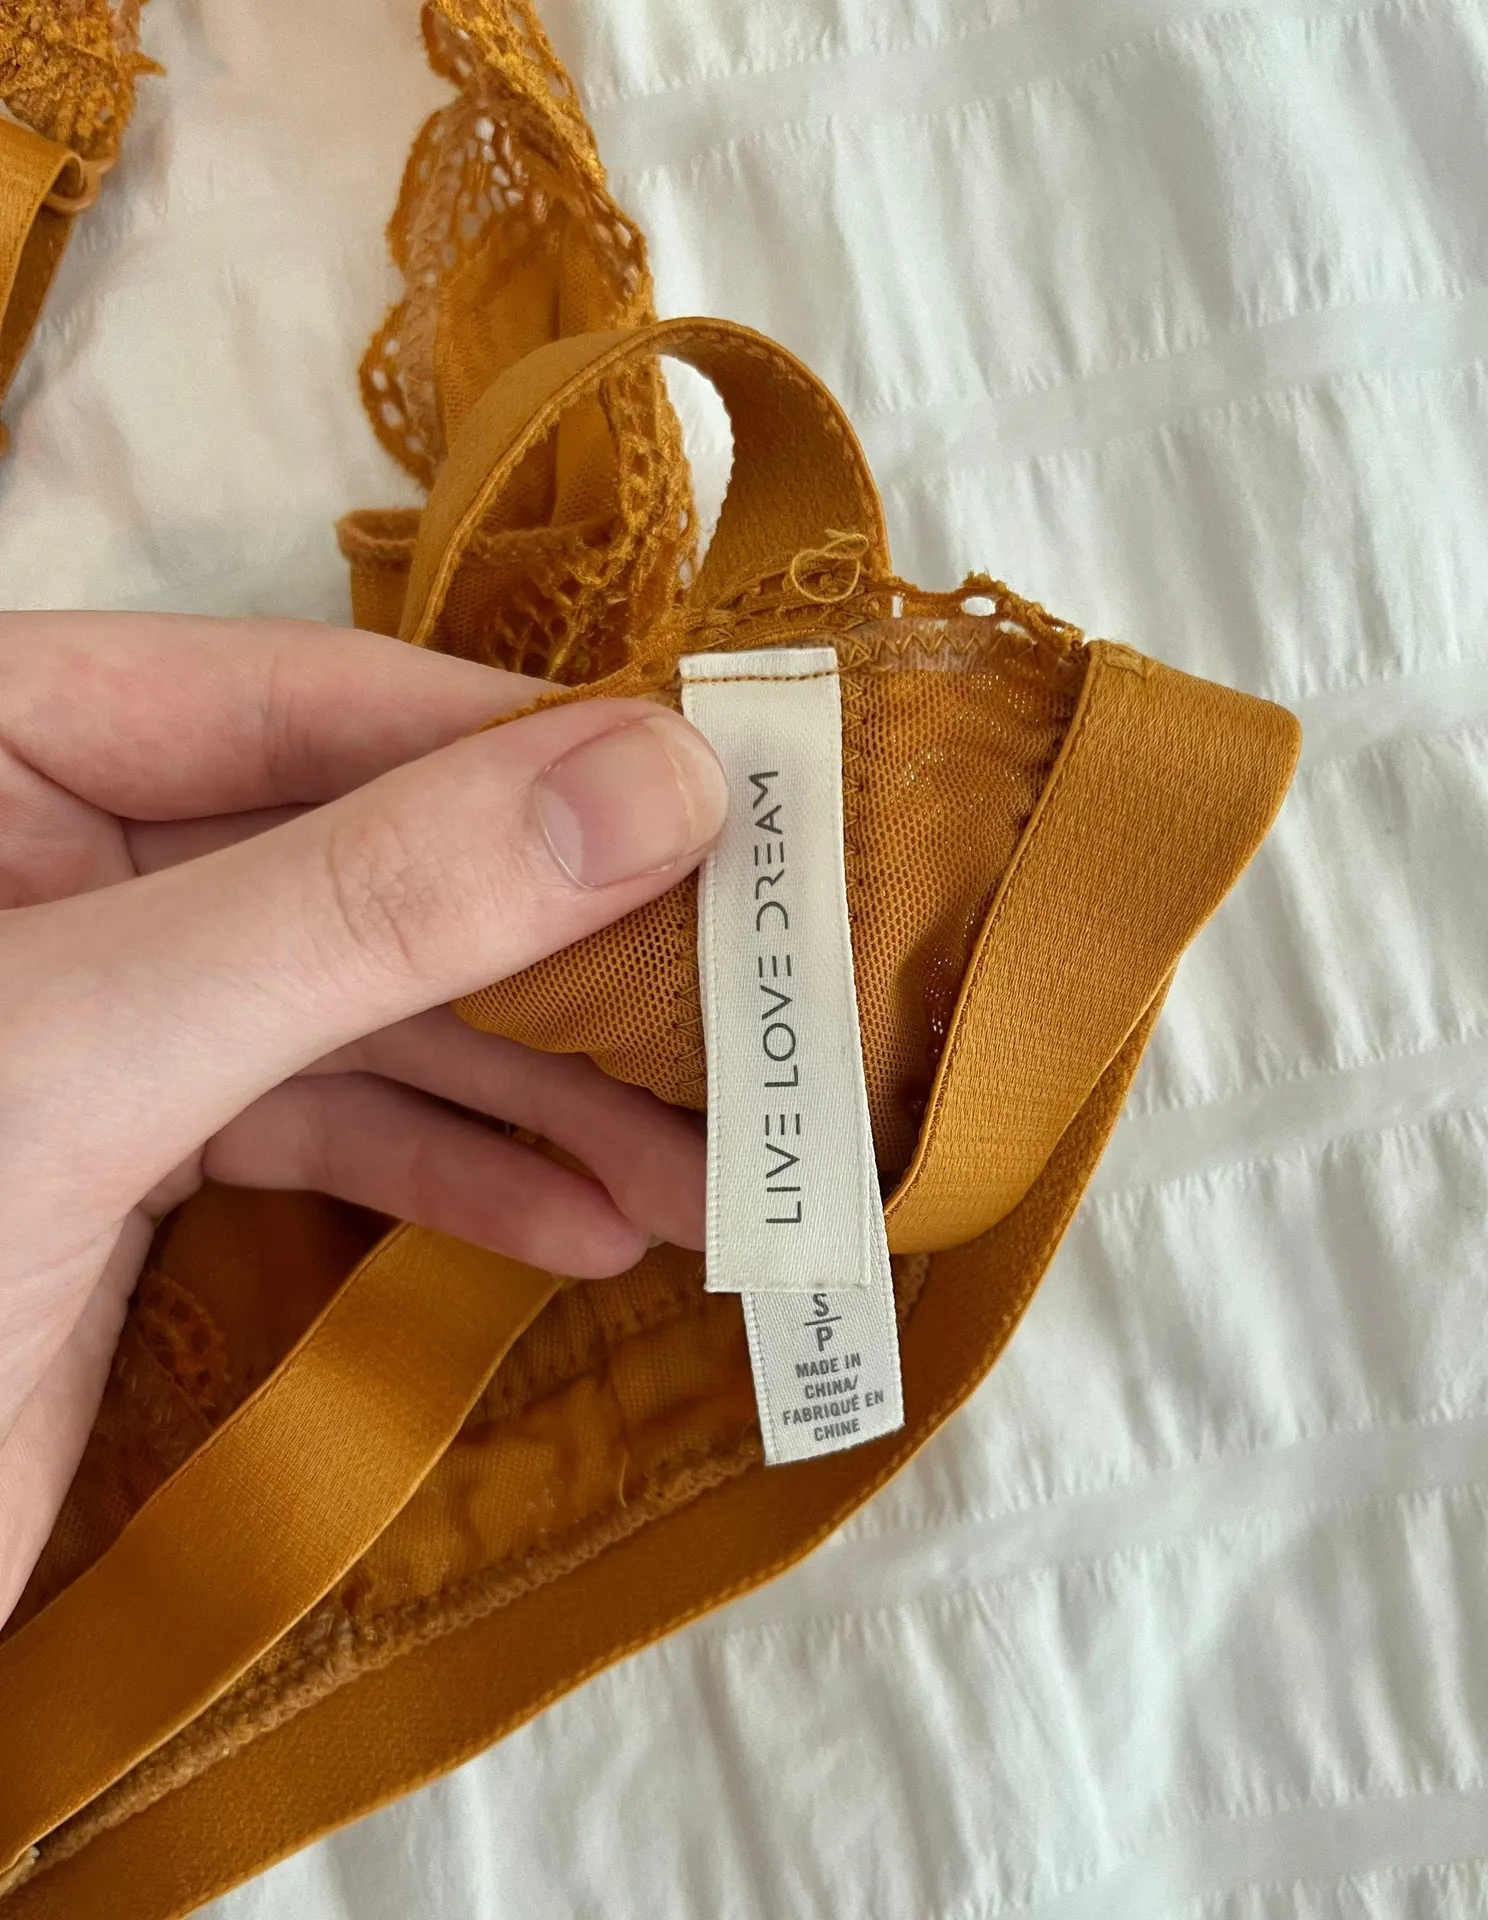 LIVE LOVE DREAM
S
P
MADE IN
CHINA/
FABRIQUÉ EN
CHINE